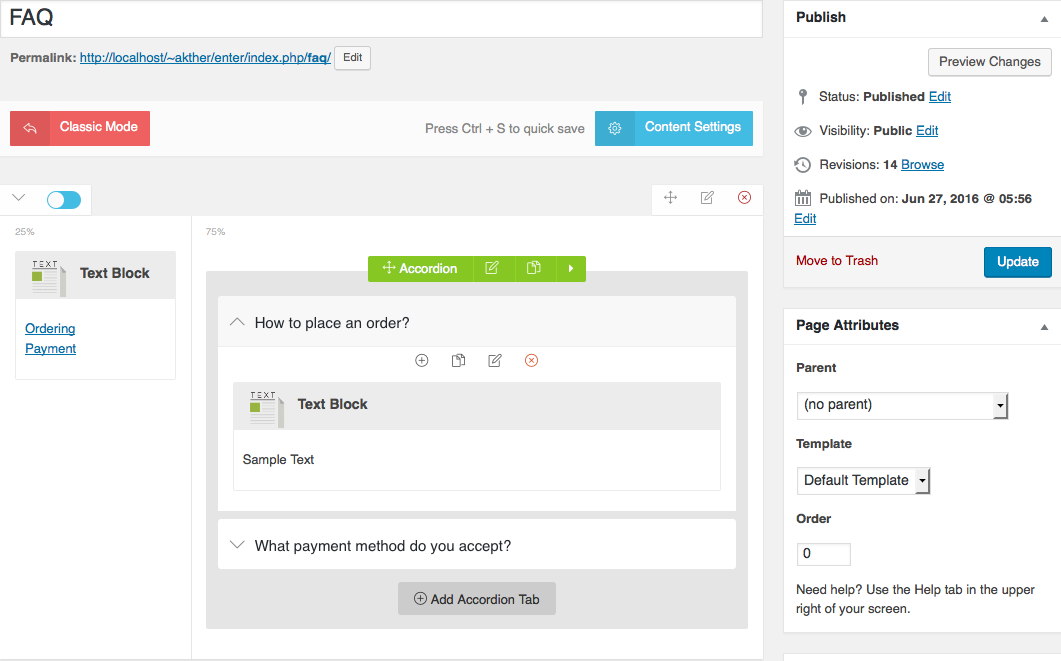 FAQ
Permalink: http://localhost/~akther/enter/index.php/faq/ Edit
Classic Mode
Press Ctrl + S to quick save
Content Settings
25%
TEXT
Text Block
Ordering
Payment
75%
Accordion
How to place an order?
TEXT
Text Block
Sample Text
What payment method do you accept?
Add Accordion Tab
Publish
Preview Changes
Status: Published Edit
Visibility: Public Edit
Revisions: 14 Browse
Published on: Jun 27, 2016 @ 05:56
Edit
Move to Trash
Update
Page Attributes
Parent
(no parent)
Template
Default Template
Order
0
Need help? Use the Help tab in the upper
right of your screen.